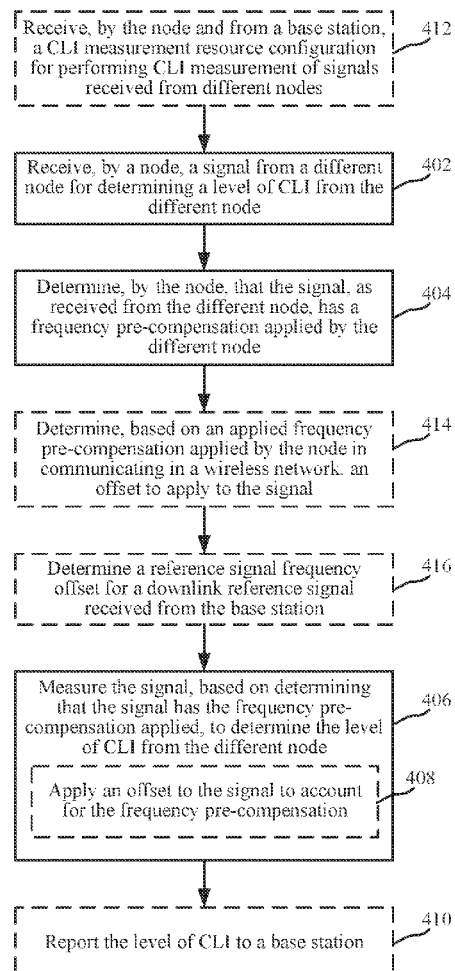 Receive, by the node and from a base station,
a CLI measurement resource configuration
for performing CLI measurement of signals
received from different nodes
412
Receive, by a node, a signal from a different
node for determining a level of CLI from the
different node
402
Determine, by the node, that the signal, as
received from the different node, has a
frequency pre-compensation applied by the
different node
404
Determine, based on an applied frequency
pre-compensation applied by the node in
communicating in a wireless network. an
offset to apply to the signal
414
Determine a reference signal frequency
offset for a downlink reference signal
received from the base station
416
Measure the signal, based on determining
that the signal has the frequency pre-
compensation applied, to determine the level
of CLI from the different node
406
Apply an offset to the signal to account
for the frequency pre-compensation
408
Report the level of CLI to a base station
410